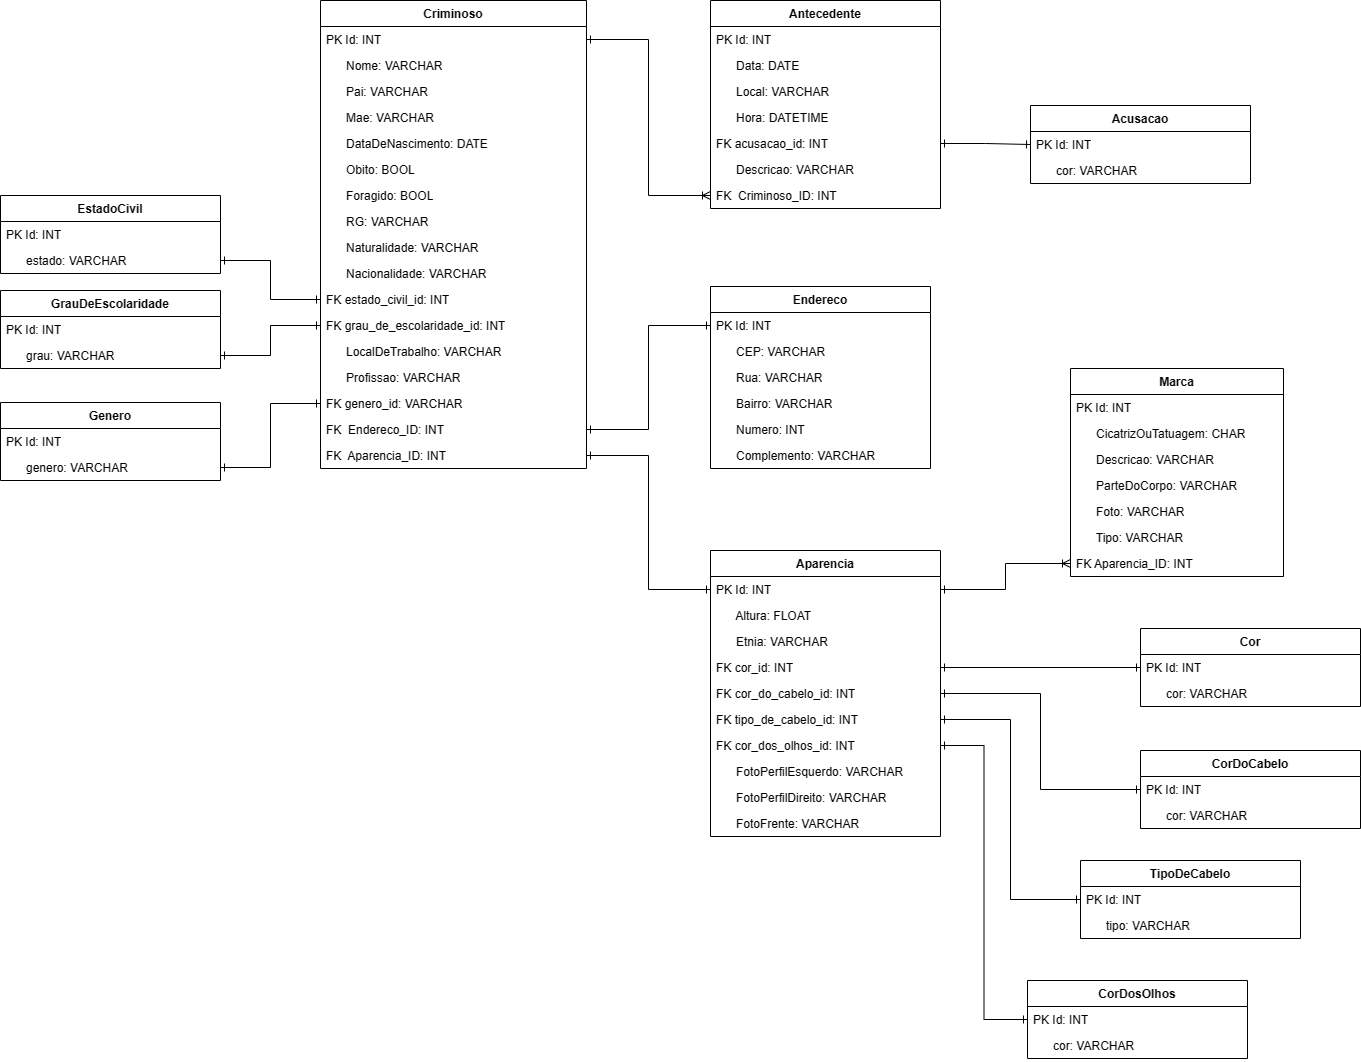 Criminoso
PK Id: INT
Nome: VARCHAR
Pai: VARCHAR
Mae: VARCHAR
DataDeNascimento: DATE
Obito: BOOL
Foragido: BOOL
RG: VARCHAR
Naturalidade: VARCHAR
Nacionalidade: VARCHAR
FK estado_civil_id: INT
FK grau_de_escolaridade_id: INT
LocalDeTrabalho: VARCHAR
Profissao: VARCHAR
FK genero_id: VARCHAR
FK Endereco_ID: INT
FK Aparencia_ID: INT
Antecedente
PK Id: INT
Data: DATE
Local: VARCHAR
Hora: DATETIME
FK acusacao_id: INT
Descricao: VARCHAR
FK Criminoso_ID: INT
Acusacao
PK Id: INT
cor: VARCHAR
EstadoCivil
PK Id: INT
estado: VARCHAR
GrauDeEscolaridade
PK Id: INT
grau: VARCHAR
Genero
PK Id: INT
genero: VARCHAR
Endereco
PK Id: INT
CEP: VARCHAR
Rua: VARCHAR
Bairro: VARCHAR
Numero: INT
Complemento: VARCHAR
Marca
PK Id: INT
CicatrizOuTatuagem: CHAR
Descricao: VARCHAR
ParteDoCorpo: VARCHAR
Foto: VARCHAR
Tipo: VARCHAR
FK Aparencia_ID: INT
Aparencia
PK Id: INT
Altura: FLOAT
Etnia: VARCHAR
FK cor_id: INT
FK cor_do_cabelo_id: INT
FK tipo_de_cabelo_id: INT
FK cor_dos_olhos_id: INT
FotoPerfilEsquerdo: VARCHAR
FotoPerfilDireito: VARCHAR
FotoFrente: VARCHAR
Cor
PK Id: INT
cor: VARCHAR
CorDoCabelo
PK Id: INT
cor: VARCHAR
TipoDeCabelo
PK Id: INT
tipo: VARCHAR
CorDosOlhos
PK Id: INT
cor: VARCHAR